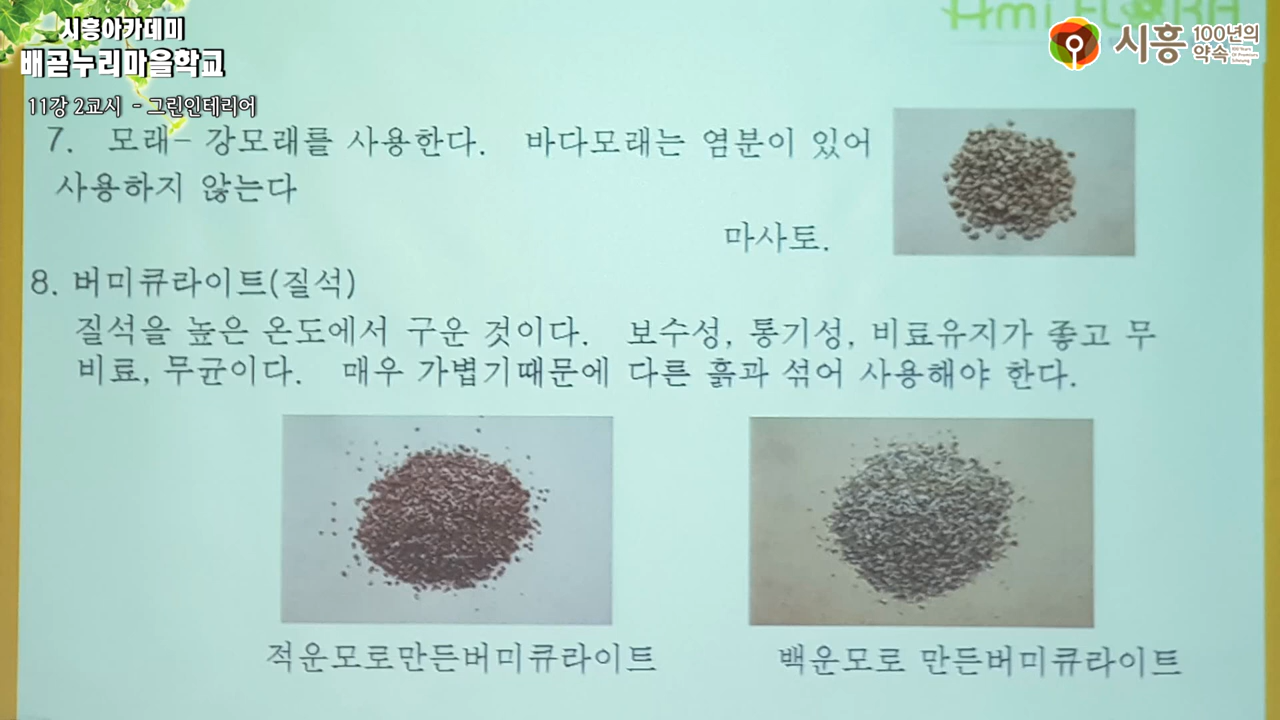 시흥아카데미
배곧누리마을학교
11강 2교시 - 그린인테리어
Hmi FLORA
시흥 100년의 약속
7. 모래- 강모래를 사용한다. 바다모래는 염분이 있어
사용하지 않는다
마사토.
8. 버미큐라이트(질석)
질석을 높은 온도에서 구운 것이다. 보수성, 통기성, 비료유지가 좋고 무
비료, 무균이다. 매우 가볍기때문에 다른 흙과 섞어 사용해야 한다.
적운모로만든버미큐라이트
백운모로 만든버미큐라이트